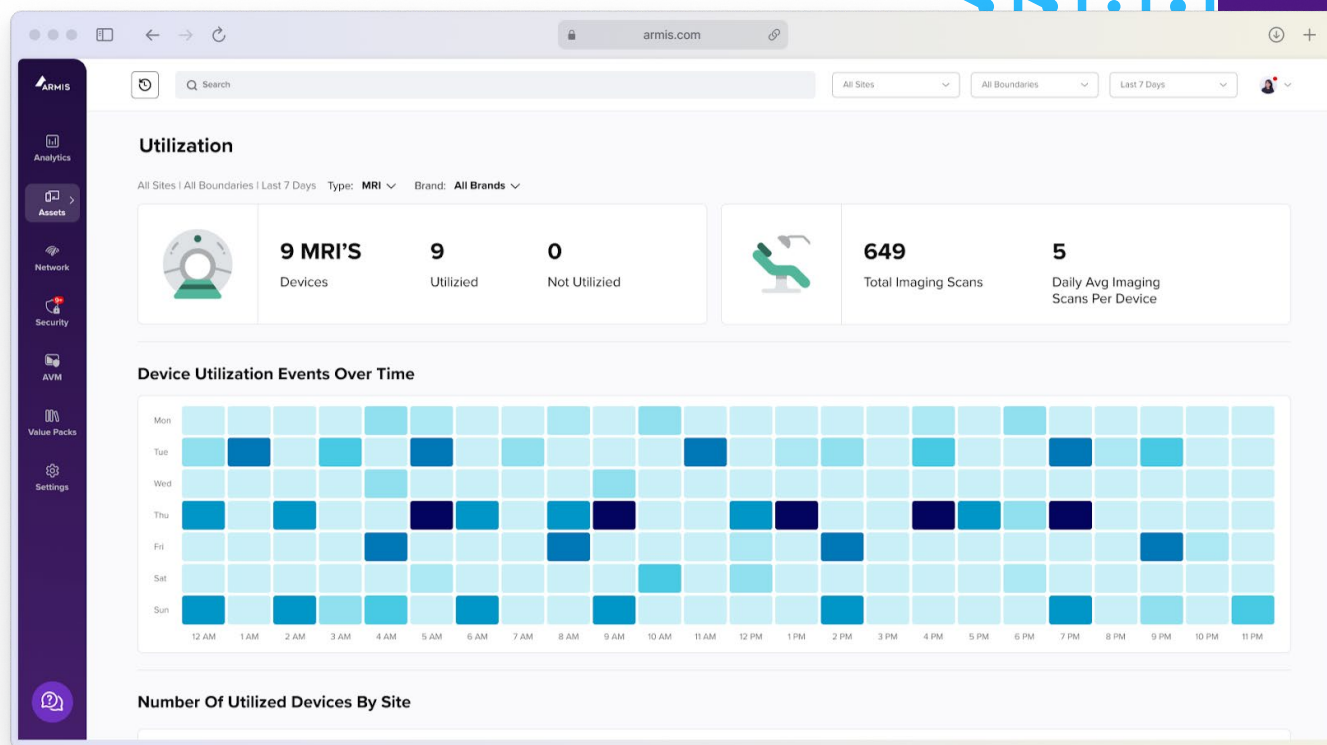 armis.com
ARMIS
Search
All Sites
All Boundaries
Last 7 Days
Analytics
Assets
Network
9+
Security
AVM
Value Packs
Settings
Utilization
All Sites | All Boundaries | Last 7 Days Type: MRI Brand: All Brands
9 MRI'S 9 0
Devices Utilizied Not Utilizied
649 5
Total Imaging Scans Daily Avg Imaging
Scans Per Device
Device Utilization Events Over Time
Mon
Tue
Wed
Thu
Fri
Sat
Sun
12 AM 1 AM 2 AM 3 AM 4 AM 5 AM 6 AM 7 AM 8 AM 9 AM 10 AM 11 AM 12 PM 1 PM 2 PM 3 PM 4 PM 5 PM 6 PM 7 PM 8 PM 9 PM 10 PM 11 PM
Number Of Utilized Devices By Site